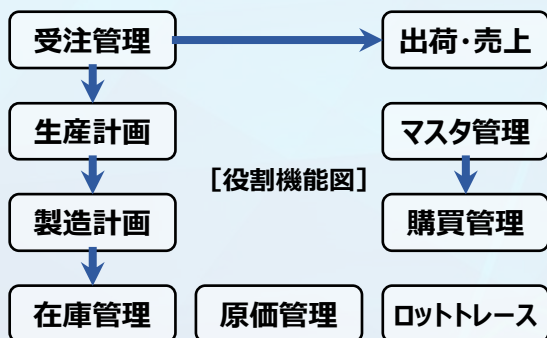 受注管理
出荷・売上
生産計画
マスタ管理
［役割機能図］
製造計画
購買管理
在庫管理
原価管理
ロットトレース